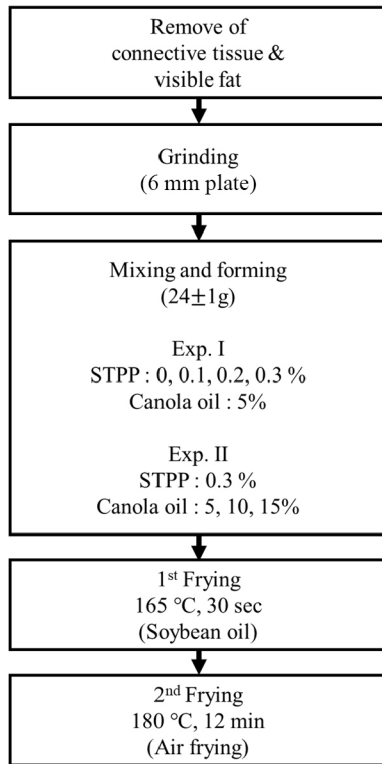 Remove of
connective tissue &
visible fat
Grinding
(6 mm plate)
Mixing and forming
(24±1g)
Exp. I
STPP : 0, 0.1, 0.2, 0.3 %
Canola oil : 5%
Exp. II
STPP : 0.3 %
Canola oil : 5, 10, 15%
1st Frying
165 °C, 30 sec
(Soybean oil)
2nd Frying
180 °C, 12 min
(Air frying)